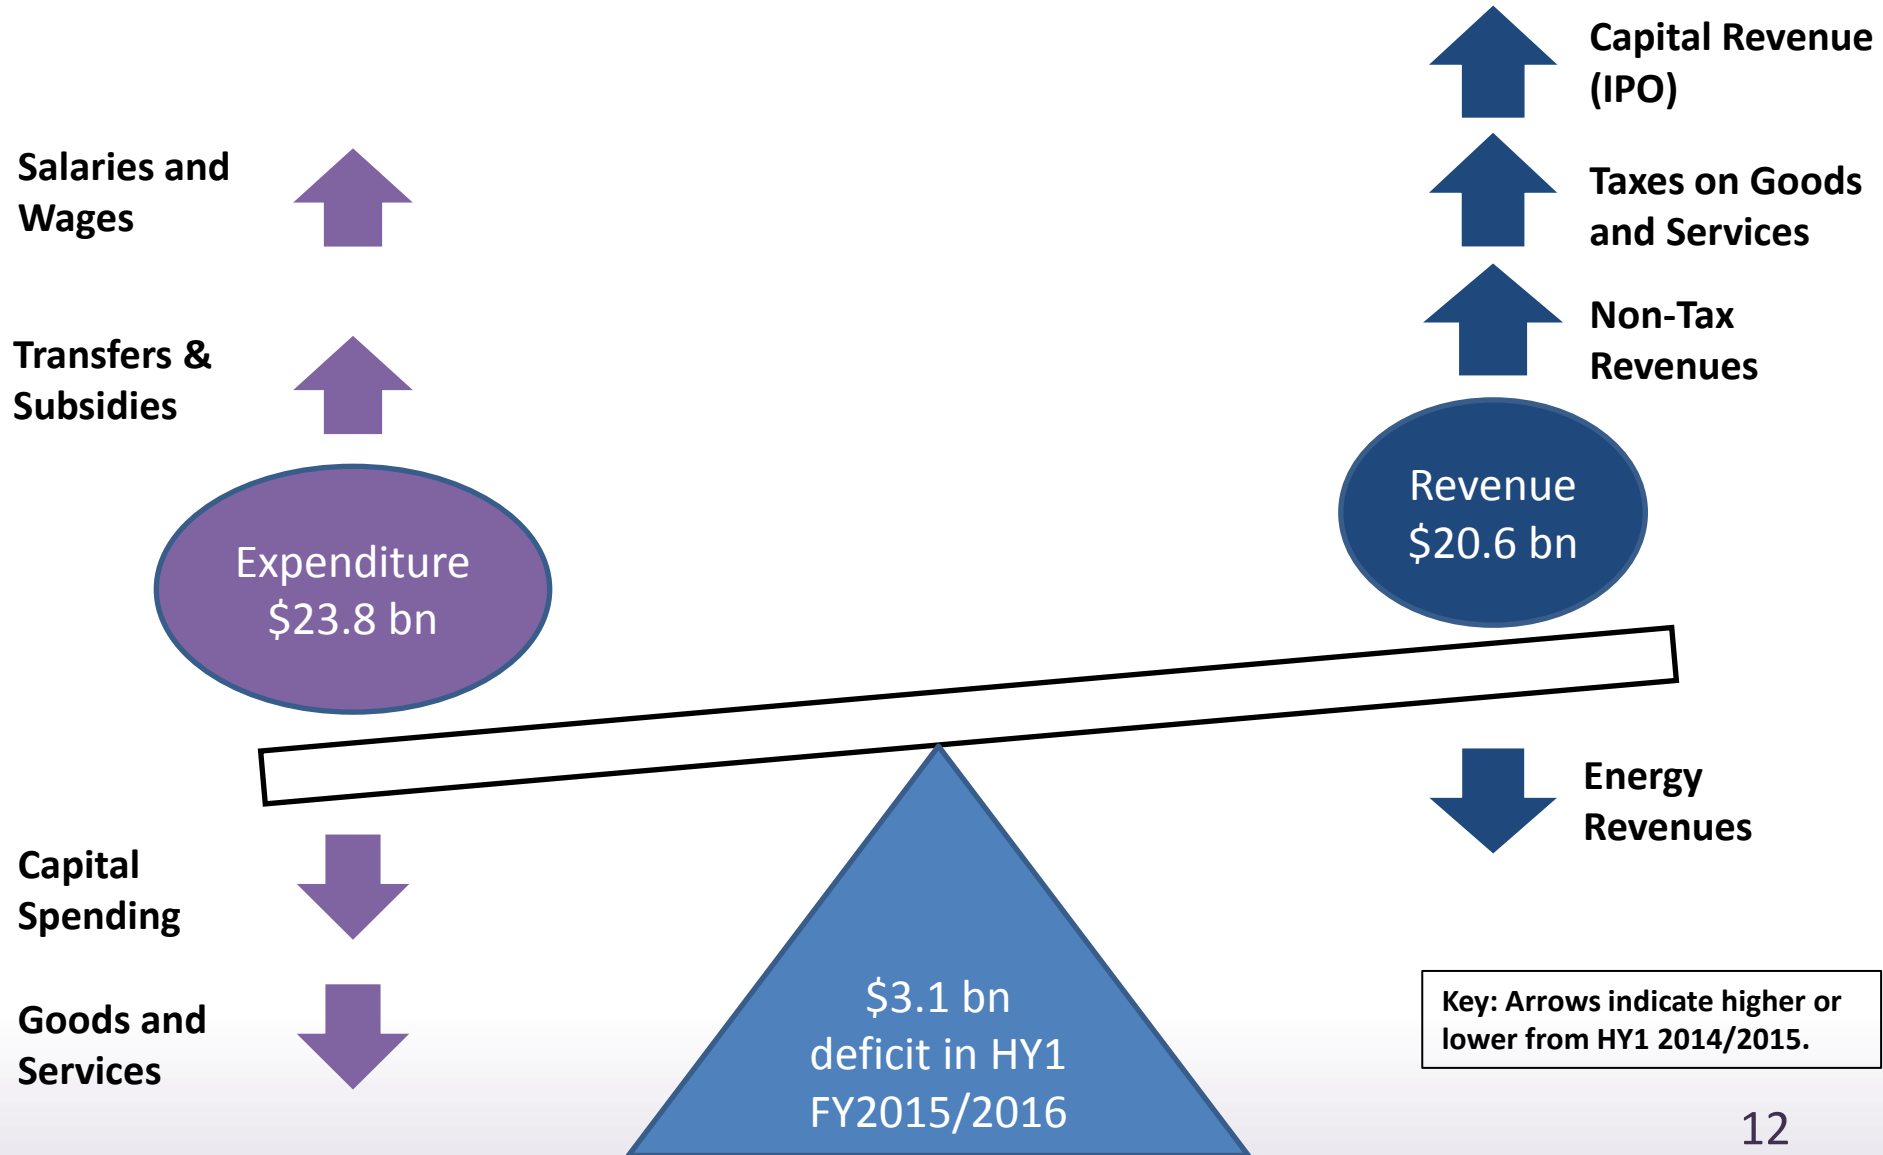 Salaries and
Wages
Transfers &
Subsidies
Expenditure
$23.8 bn
Capital
Spending
Goods and
Services
$3.1 bn
deficit in HY1
FY2015/2016
Capital Revenue
(IPO)
Taxes on Goods
and Services
Non-Tax
Revenues
Revenue
$20.6 bn
Energy
Revenues
Key: Arrows indicate higher or
lower from HY1 2014/2015.
12